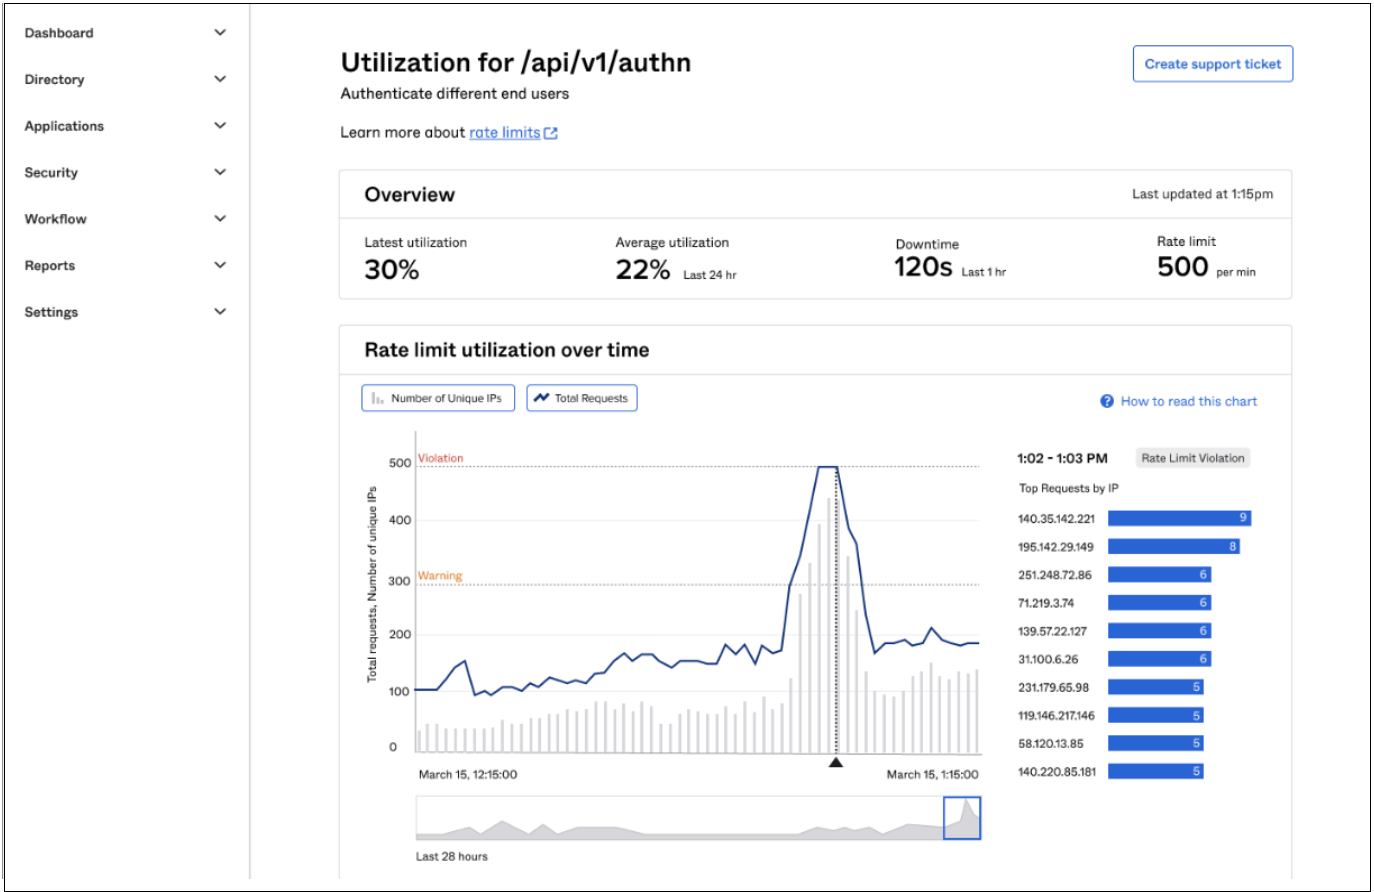 Dashboard
Directory
Applications
Security
Workflow
Reports
Settings
Utilization for /api/v1/authn
Create support ticket
Authenticate different end users
Learn more about rate limits
Overview
Last updated at 1:15pm
Latest utilization
30%
Average utilization
22% Last 24 hr
Downtime
120s Last 1 hr
Rate limit
500 per min
Rate limit utilization over time
Number of Unique IPs
Total Requests
? How to read this chart
Total requests, Number of unique IPs
500
400
300
200
100
0
Violation
Warning
March 15, 12:15:00
March 15, 1:15:00
Last 28 hours
1:02 - 1:03 PM
Rate Limit Violation
Top Requests by IP
140.35.142.221 9
195.142.29.149 8
251.248.72.86 6
71.219.3.74 6
139.57.22.127 6
31.100.6.26 6
231.179.65.98 5
119.146.217.146 5
58.120.13.85 5
140.220.85.181 5